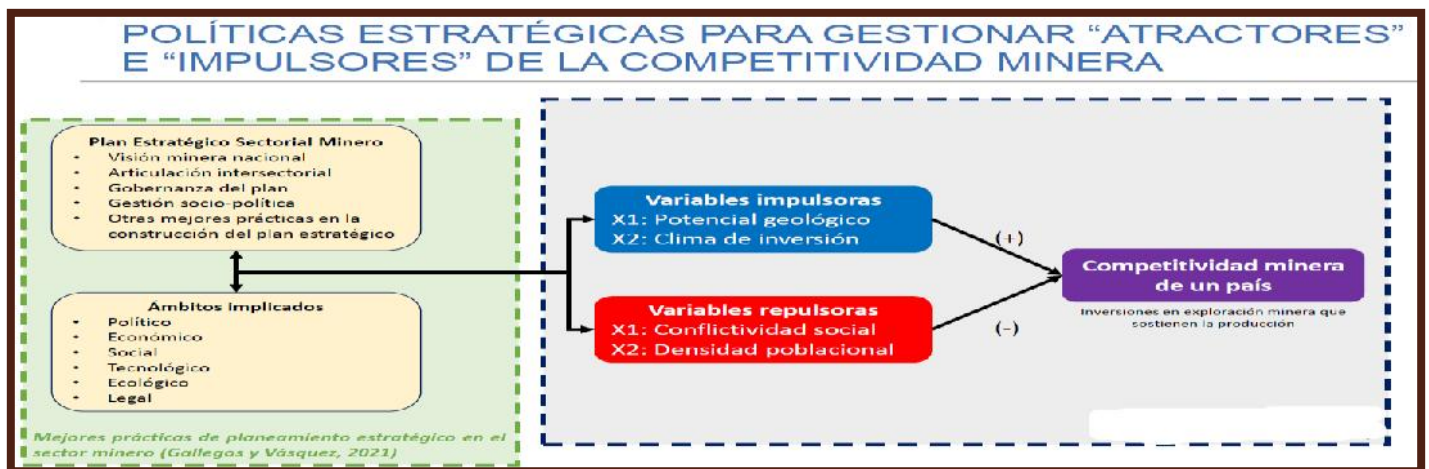 POLÍTICAS ESTRATÉGICAS PARA GESTIONAR “ATRACTORES”
E “IMPULSORES” DE LA COMPETITIVIDAD MINERA
Plan Estratégico Sectorial Minero
• Visión minera nacional
• Articulación intersectorial
• Gobernanza del plan
• Gestión socio-política
• Otras mejores prácticas en la
construcción del plan estratégico
Ámbitos Implicados
• Político
• Económico
• Social
• Tecnológico
• Ecológico
• Legal
Mejores prácticas de planeamiento estratégico en el
sector minero (Gallegos y Vásquez, 2021)
Variables impulsoras
X1: Potencial geológico
X2: Clima de inversión
Variables repulsoras
X1: Conflictividad social
X2: Densidad poblacional
(+)
(-)
Competitividad minera
de un país
Inversiones en exploración minera que
sostienen la producción